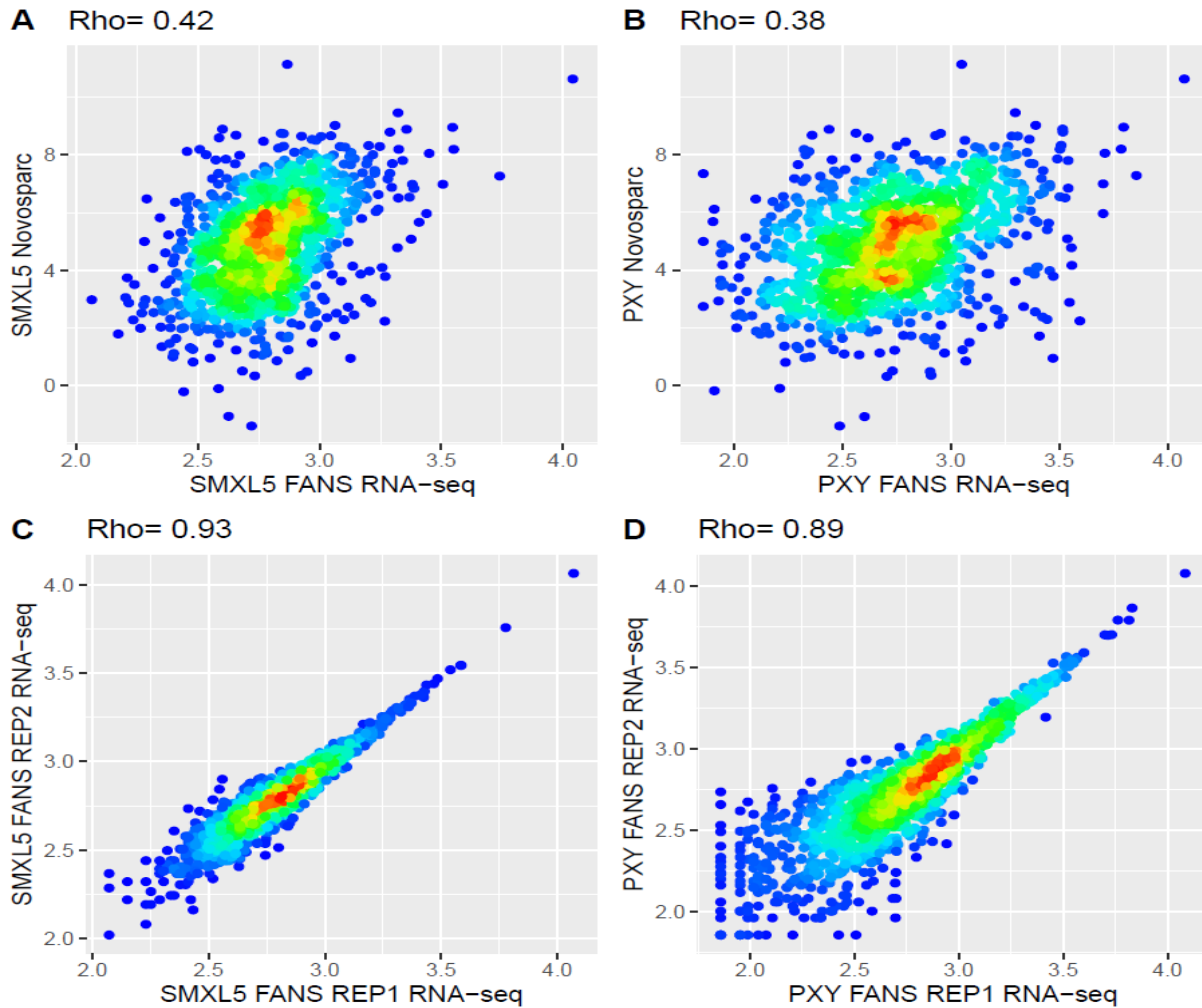 A Rho= 0.42
SMXL5 Novosparc
8
4
0
2.0 2.5 3.0 3.5 4.0
SMXL5 FANS RNA−seq
B Rho= 0.38
PXY Novosparc
8
4
0
2.0 2.5 3.0 3.5 4.0
PXY FANS RNA−seq
C Rho= 0.93
SMXL5 FANS REP2 RNA−seq
4.0
3.5
3.0
2.5
2.0
2.0 2.5 3.0 3.5 4.0
SMXL5 FANS REP1 RNA−seq
D Rho= 0.89
PXY FANS REP2 RNA−seq
4.0
3.5
3.0
2.5
2.0
2.0 2.5 3.0 3.5 4.0
PXY FANS REP1 RNA−seq